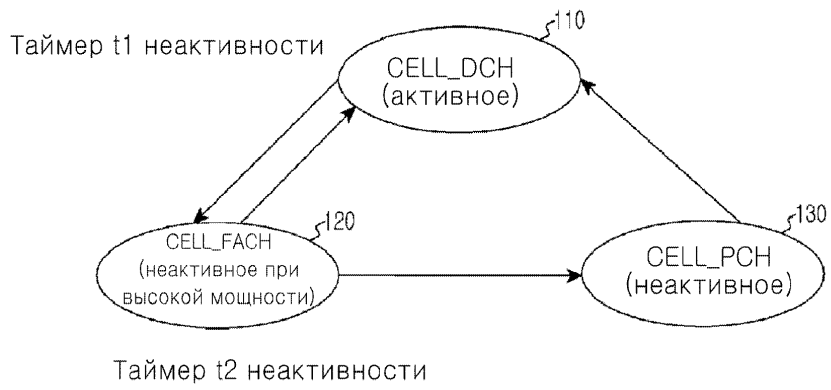 110
Таймер t1 неактивности
CELL_DCH
(активное)
120
CELL_FACH
(неактивное при
высокой мощности)
130
CELL_PCH
(неактивное)
Таймер t2 неактивности